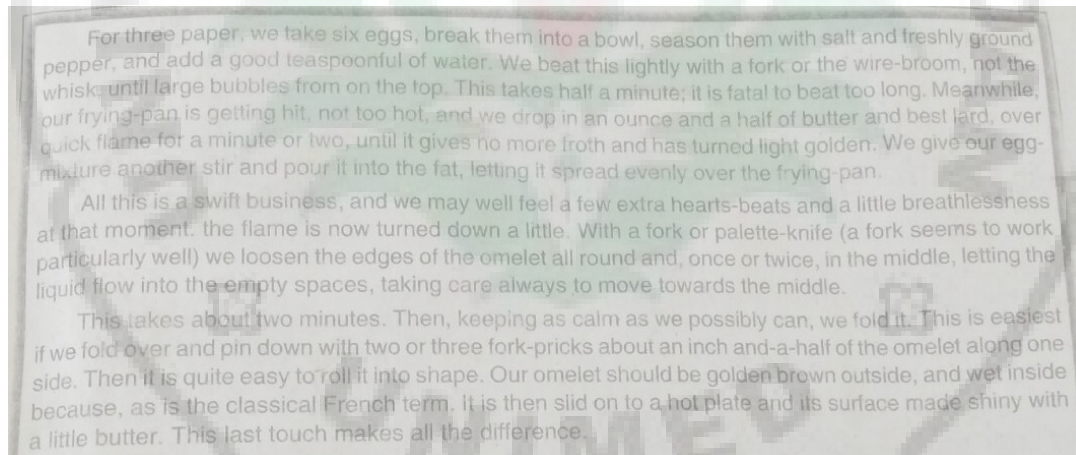 For three paper, we take six eggs, break them into a bowl, season them with salt and freshly ground
pepper, and add a good teaspoonful of water. We beat this lightly with a fork or the wire-broom, not the
whisk, until large bubbles from on the top. This takes half a minute; it is fatal to beat too long. Meanwhile,
our frying-pan is getting hit, not too hot, and we drop in an ounce and a half of butter and best lard, over
quick flame for a minute or two, until it gives no more froth and has turned light golden. We give our egg-
mixture another stir and pour it into the fat, letting it spread evenly over the frying-pan.
All this is a swift business, and we may well feel a few extra hearts-beats and a little breathlessness
at that moment. the flame is now turned down a little. With a fork or palette-knife (a fork seems to work
particularly well) we loosen the edges of the omelet all round and, once or twice, in the middle, letting the
liquid flow into the empty spaces, taking care always to move towards the middle.
This takes about two minutes. Then, keeping as calm as we possibly can, we fold it. This is easiest
if we fold over and pin down with two or three fork-pricks about an inch and-a-half of the omelet along one
side. Then it is quite easy to roll it into shape. Our omelet should be golden brown outside, and wet inside
because, as is the classical French term. It is then slid on to a hot plate and its surface made shiny with
a little butter. This last touch makes all the difference.